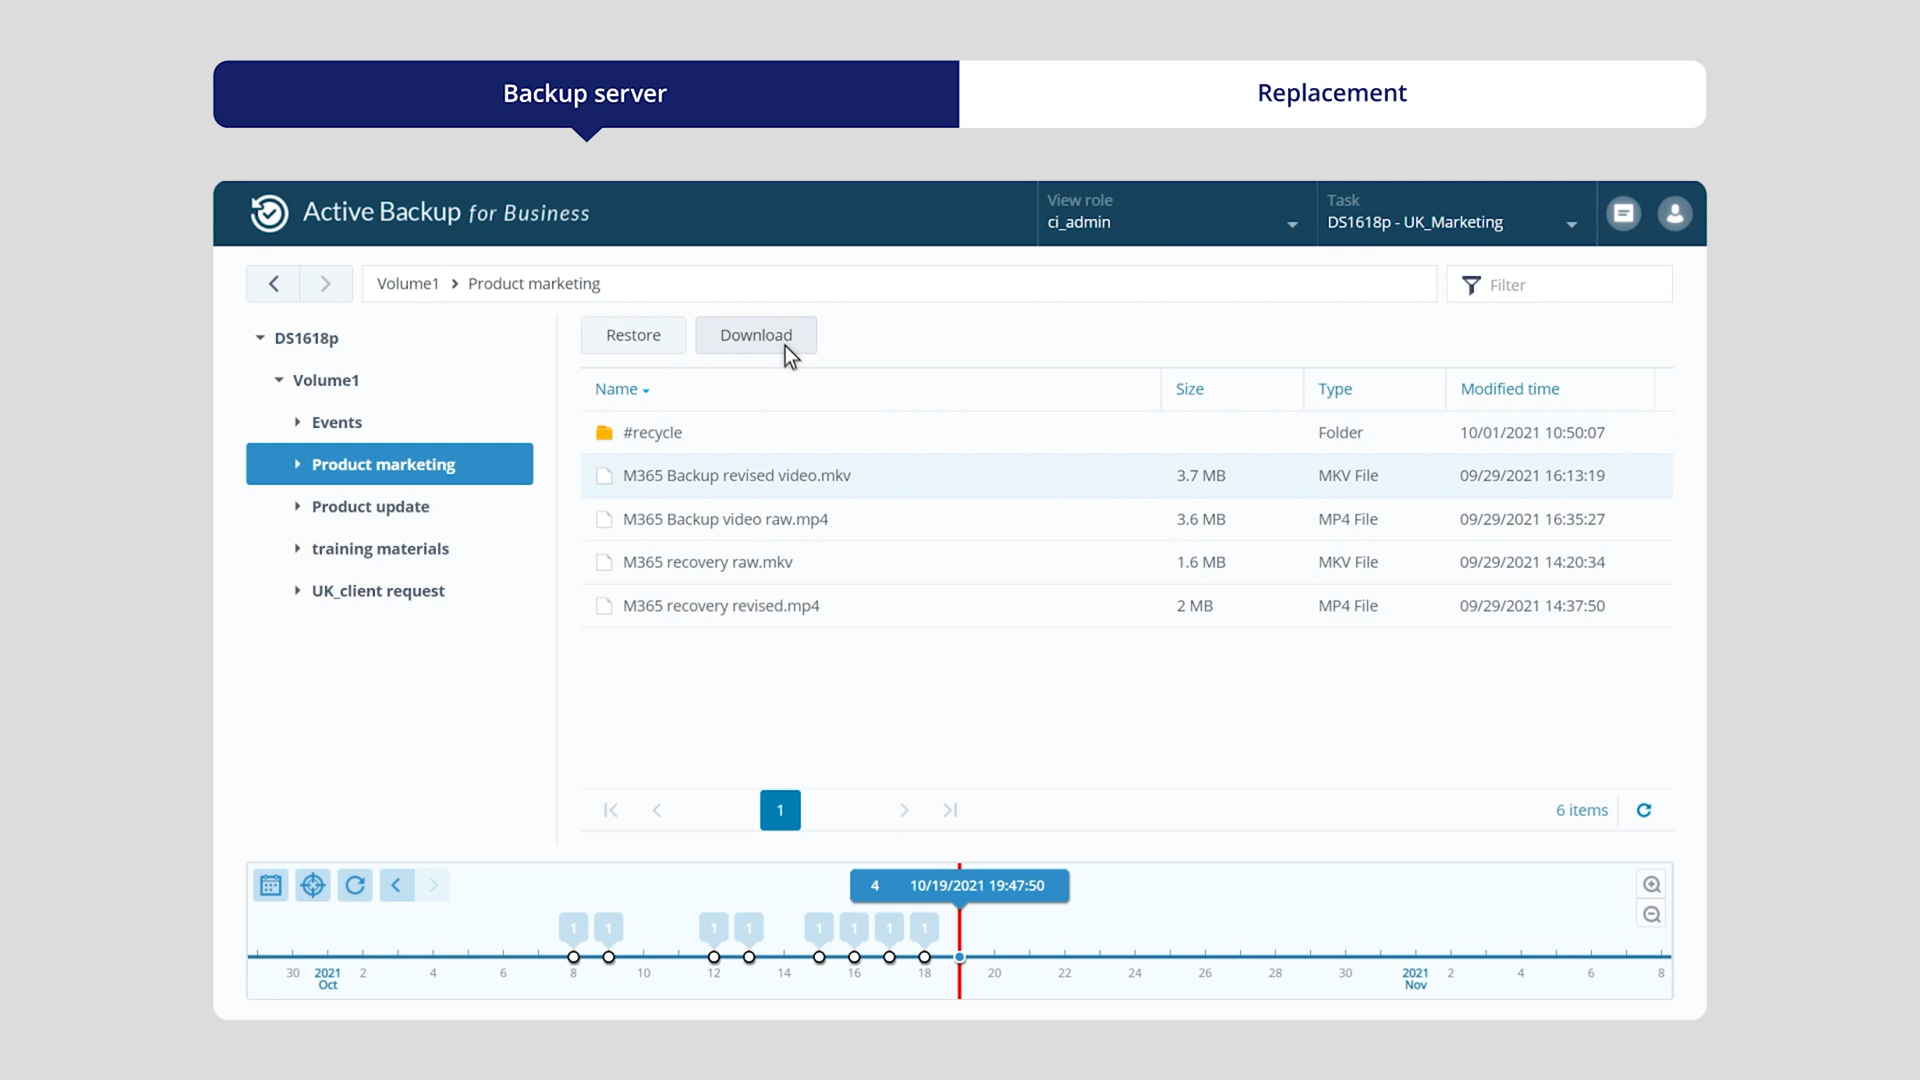 Backup server
Replacement
Active Backup for Business
View role
ci_admin
Task
DS1618p - UK_Marketing
Volume1 > Product marketing
Filter
DS1618p
Volume1
Events
Product marketing
Product update
training materials
UK_client request
Restore
Download
Name Size Type Modified time
#recycle Folder 10/01/2021 10:50:07
M365 Backup revised video.mkv 3.7 MB MKV File 09/29/2021 16:13:19
M365 Backup video raw.mp4 3.6 MB MP4 File 09/29/2021 16:35:27
M365 recovery raw.mkv 1.6 MB MKV File 09/29/2021 14:20:34
M365 recovery revised.mp4 2 MB MP4 File 09/29/2021 14:37:50
1
6 items
4 10/19/2021 19:47:50
1 1 1 1 1 1 1 1
30 2021 2 4 6 8 10 12 14 16 18 20 22 24 26 28 30 2021 2 4 6 8
Oct Nov